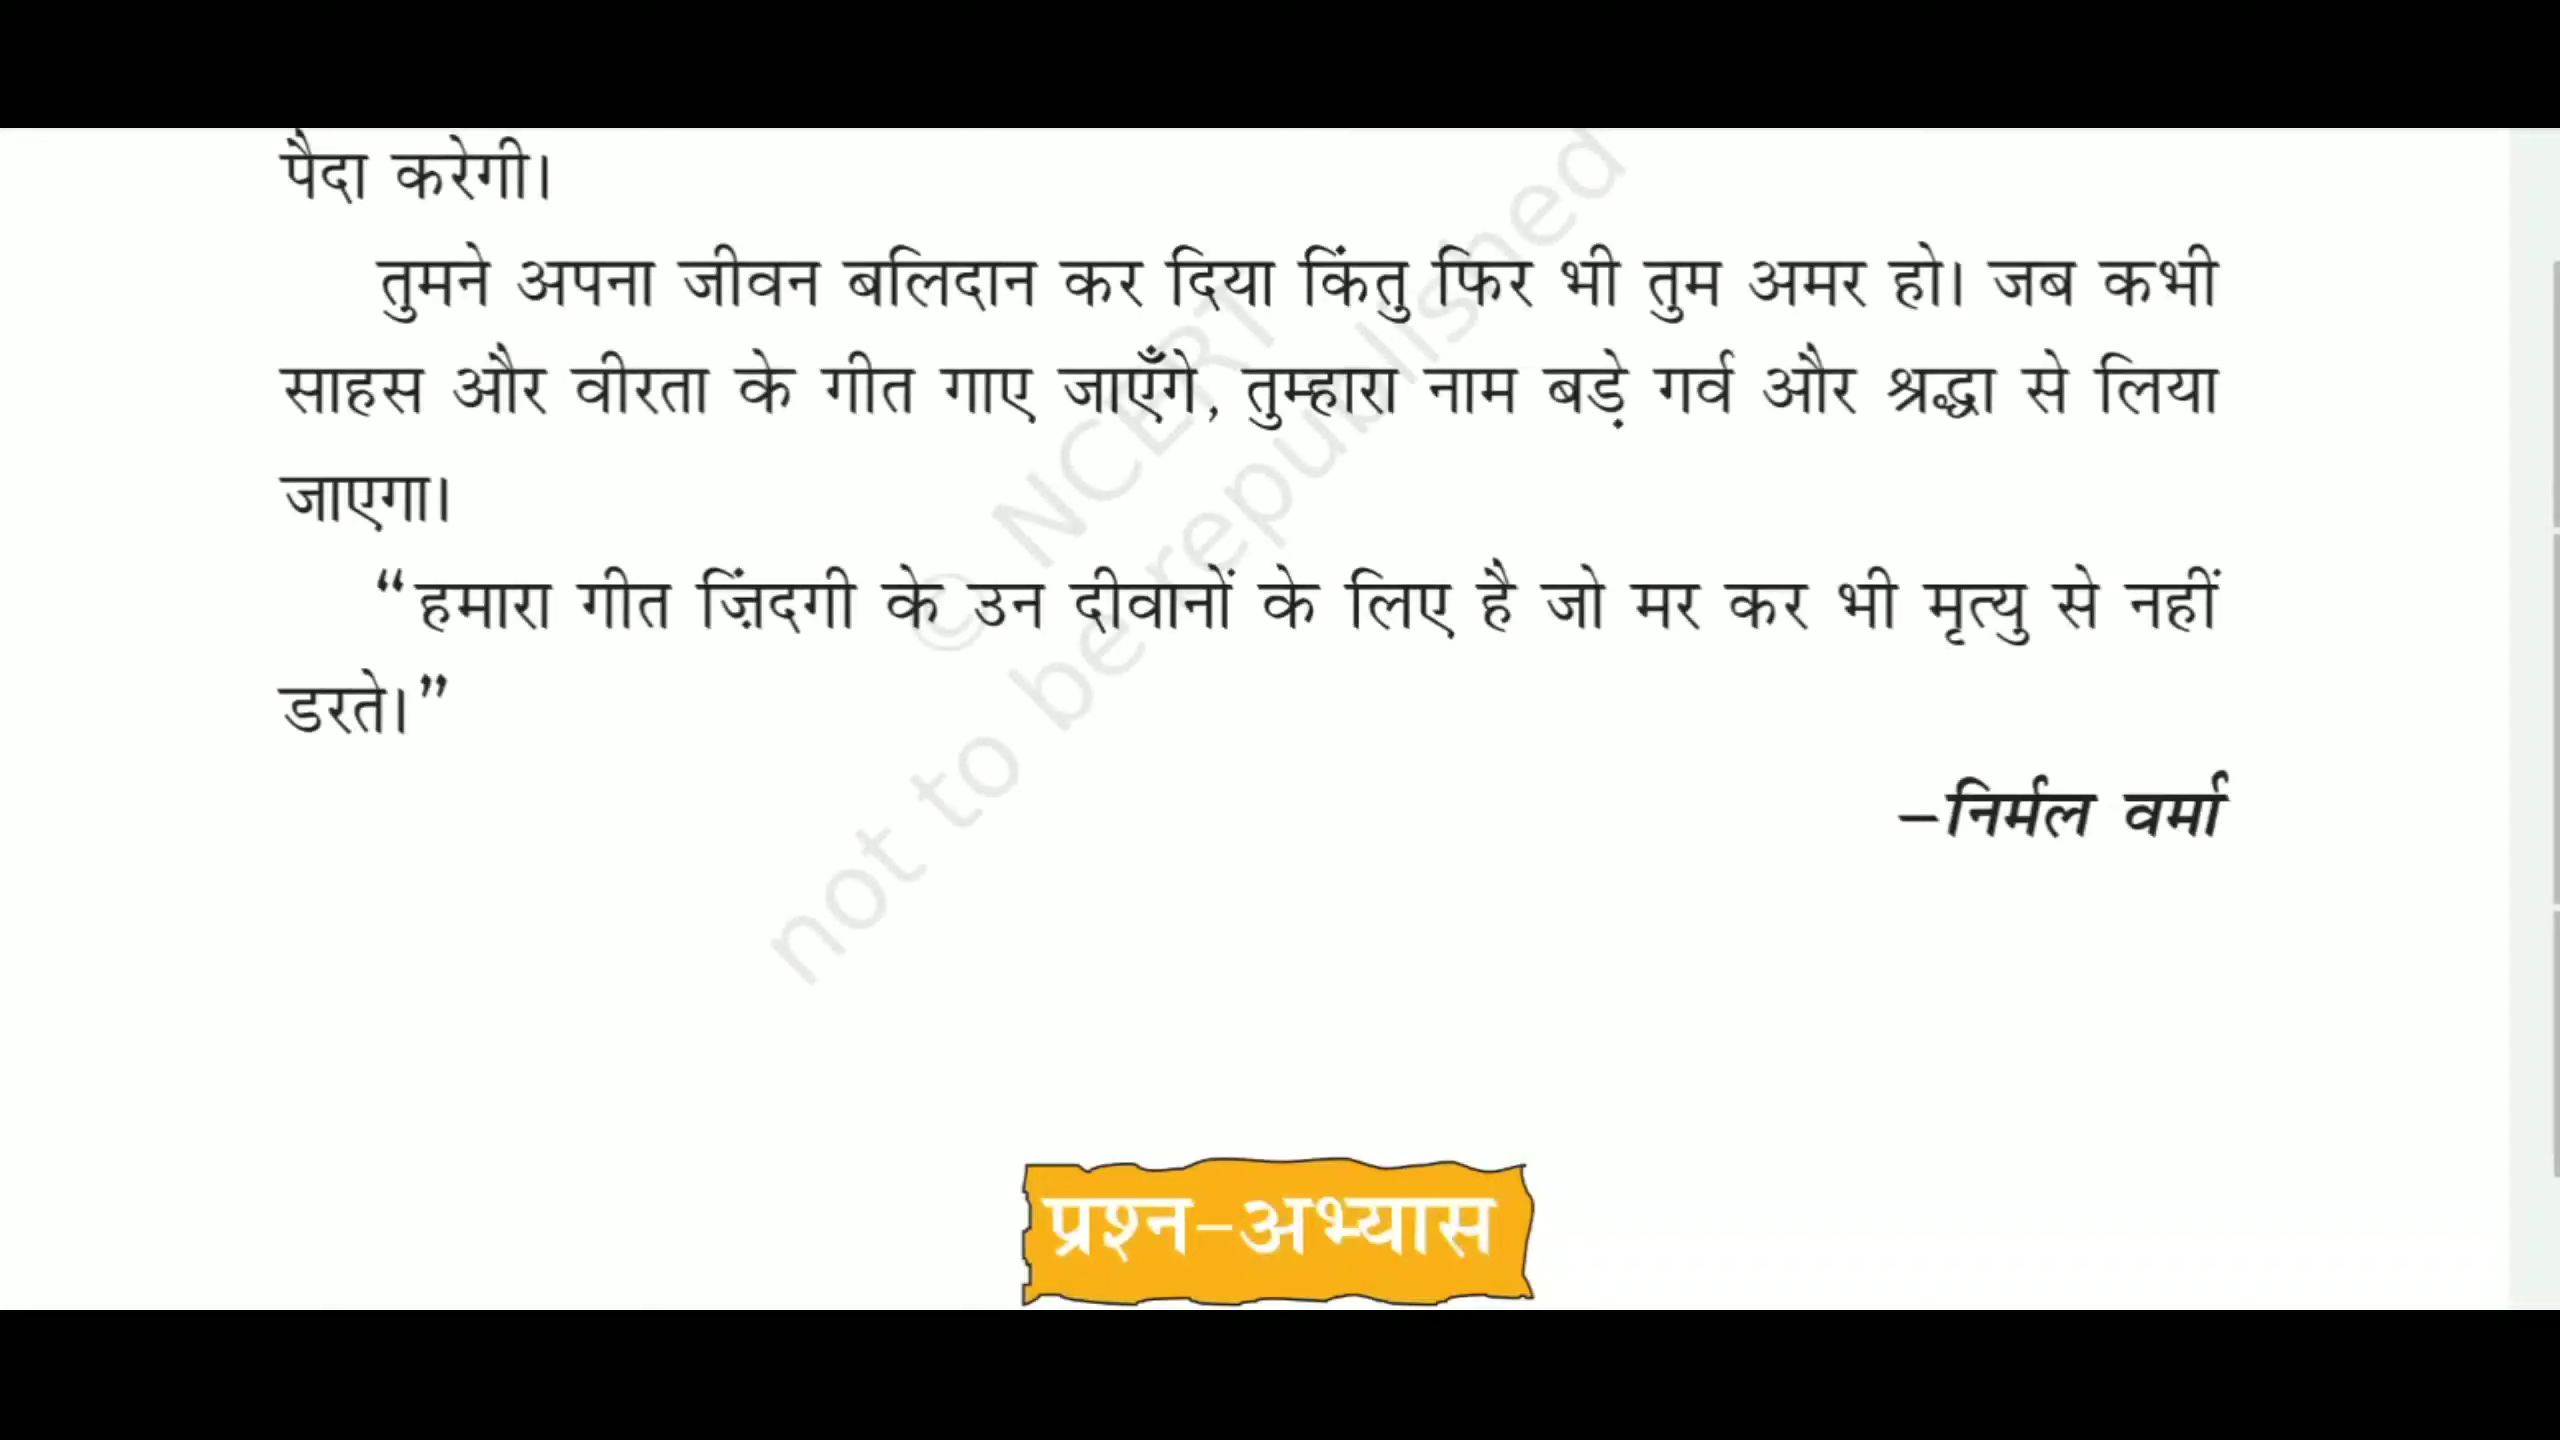 पैदा करेगी।
तुमने अपना जीवन बलिदान कर दिया किंतु फिर भी तुम अमर हो। जब कभी
साहस और वीरता के गीत गाए जाएँगे, तुम्हारा नाम बड़े गर्व और श्रद्धा से लिया
जाएगा।
“हमारा गीत ज़िंदगी के उन दीवानों के लिए है जो मर कर भी मृत्यु से नहीं
डरते।”
–निर्मल वर्मा
© NCERT
not to be republished
प्रश्न-अभ्यास